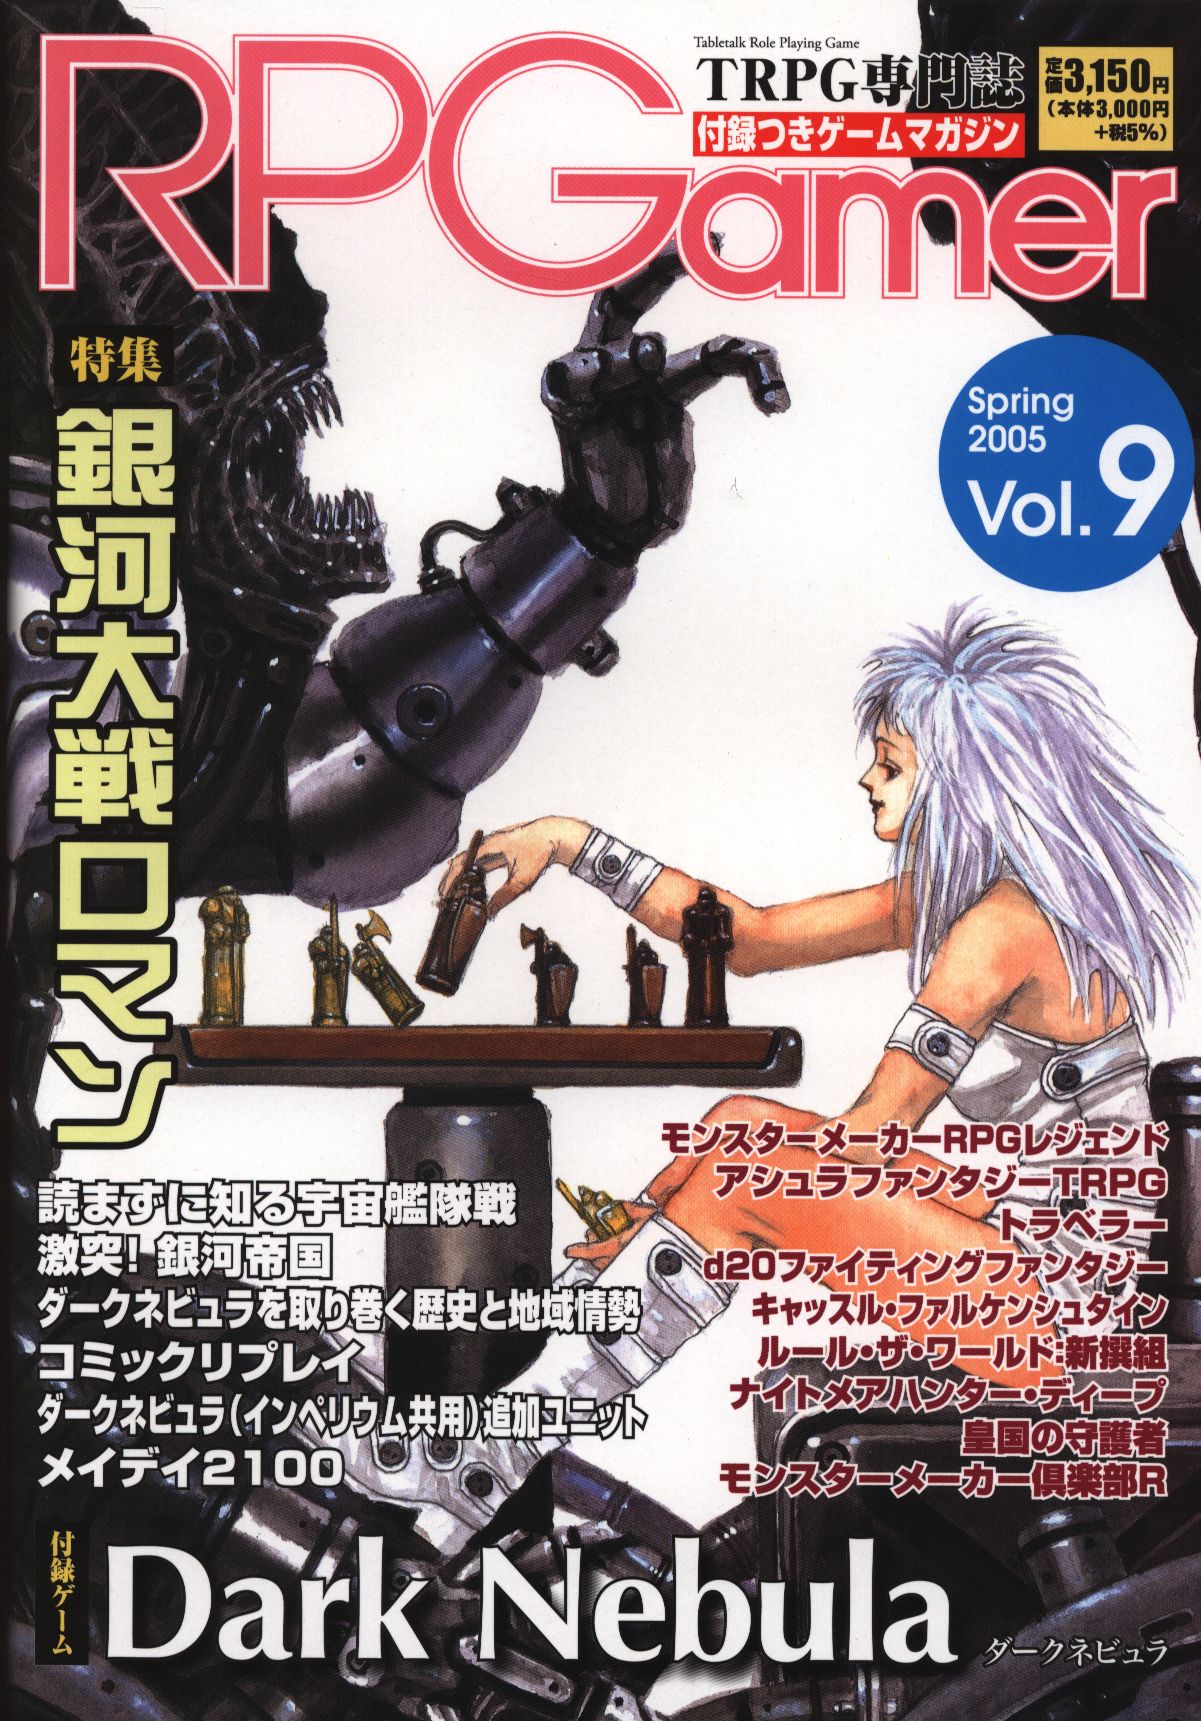 RPGamer
Tabletalk Role Playing Game
TRPG専門誌
付録つきゲームマガジン
定価3,150円
(本体3,000円
+税5%)
Spring
2005
Vol.9
特集
銀河大戦ロマン
読まずに知る宇宙艦隊戦
激突!銀河帝国
ダークネビュラを取り巻く歴史と地域情勢
コミックリプレイ
ダークネビュラ(インペリウム共用)追加ユニット
メイデイ2100
モンスターメーカーRPGレジェンド
アシュラファンタジーTRPG
トラベラー
d20ファイティングファンタジー
キャッスル・ファルケンシュタイン
ルール・ザ・ワールド:新撰組
ナイトメアハンター・ディープ
皇国の守護者
モンスターメーカー倶楽部R
付録ゲーム
Dark Nebula
ダークネビュラ